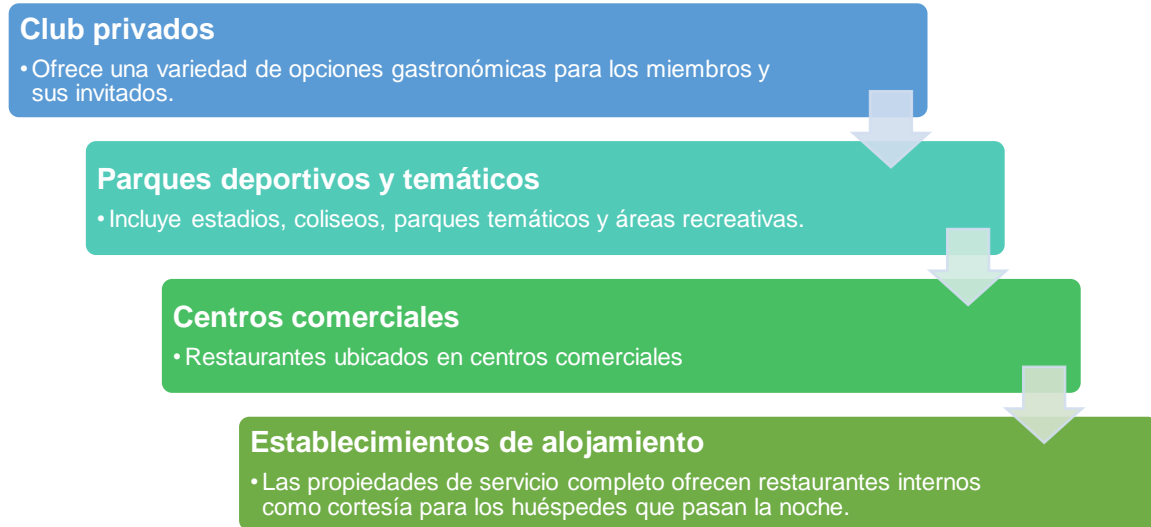 Club privados
• Ofrece una variedad de opciones gastronómicas para los miembros y
sus invitados.
Parques deportivos y temáticos
• Incluye estadios, coliseos, parques temáticos y áreas recreativas.
Centros comerciales
• Restaurantes ubicados en centros comerciales
Establecimientos de alojamiento
• Las propiedades de servicio completo ofrecen restaurantes internos
como cortesía para los huéspedes que pasan la noche.